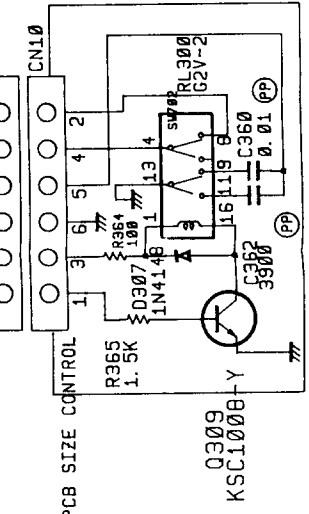 CN10
2
4
5
6
3
1
RL300
G2V-2
SW702
4
13
1
8
9
11
16
C360
0.01
PP
PP
R364
100
D307
1N4148
C362
3900
R365
1.5K
Q309
KSC1008-Y
PCB SIZE CONTROL